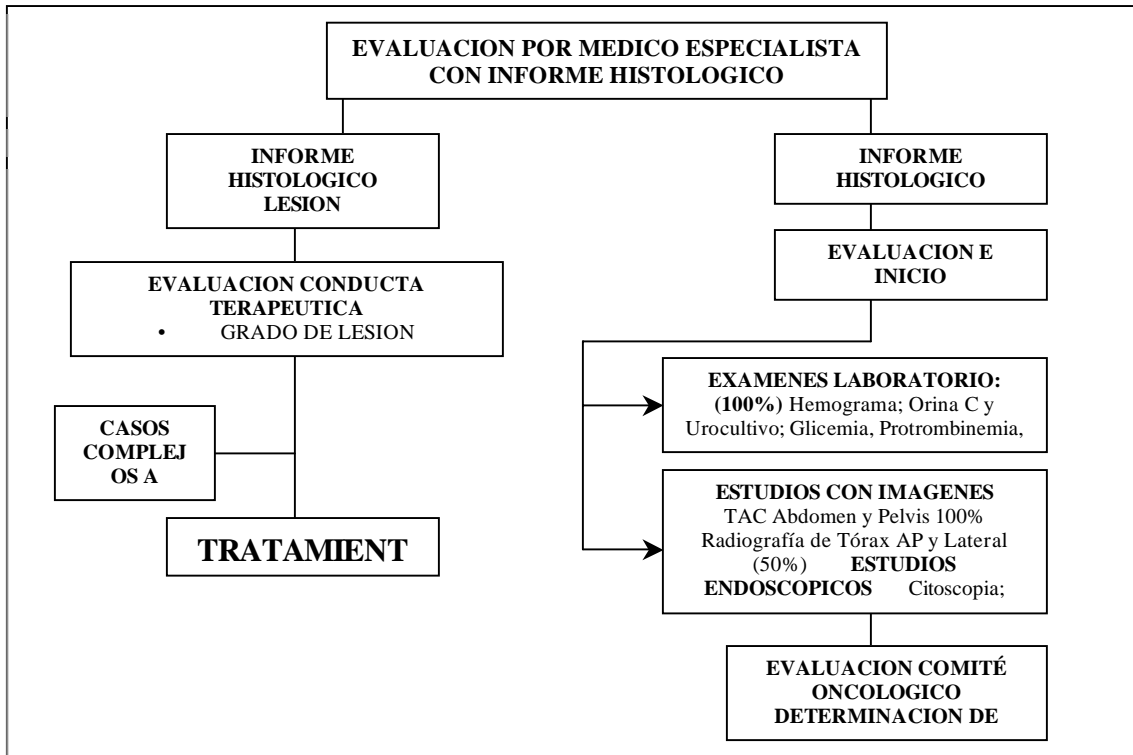 EVALUACION POR MEDICO ESPECIALISTA
CON INFORME HISTOLOGICO
INFORME
HISTOLOGICO
LESION
EVALUACION CONDUCTA
TERAPEUTICA
• GRADO DE LESION
CASOS
COMPLEJ
OS A
TRATAMIENT
INFORME
HISTOLOGICO
EVALUACION E
INICIO
EXAMENES LABORATORIO:
(100%) Hemograma; Orina C y
Urocultivo; Glicemia, Protrombinemia,
ESTUDIOS CON IMAGENES
TAC Abdomen y Pelvis 100%
Radiografía de Tórax AP y Lateral
(50%) ESTUDIOS
ENDOSCOPICOS Citoscopia;
EVALUACION COMITÉ
ONCOLOGICO
DETERMINACION DE